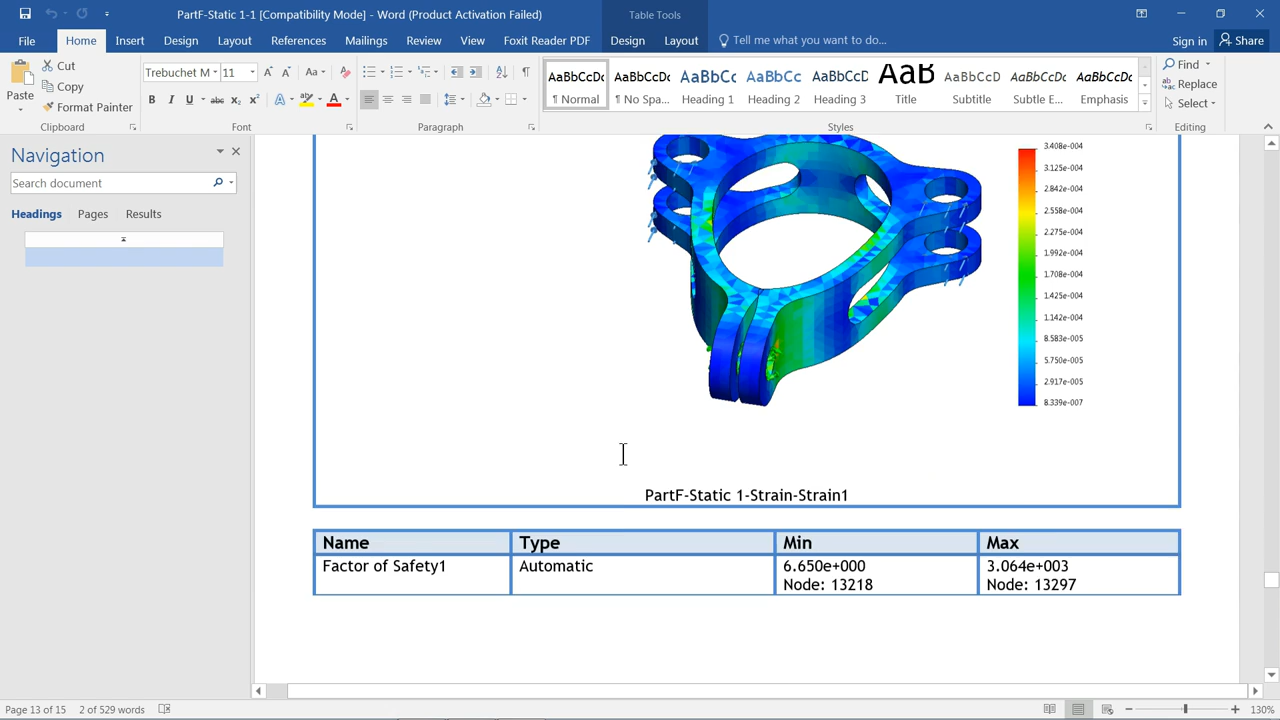 PartF-Static 1-1 [Compatibility Mode] - Word (Product Activation Failed)
Table Tools
File
Home
Insert
Design
Layout
References
Mailings
Review
View
Foxit Reader PDF
Design
Layout
Tell me what you want to do...
Sign in
Share
Paste
Cut
Copy
Format Painter
Clipboard
Trebuchet M
11
Aa
B I U abc X₂ X²
A
A
Font
Paragraph
AaBbCcDc
¶ Normal
AaBbCcDc
¶ No Spa...
AaBbCc
Heading 1
AaBbCc
Heading 2
AaBbCcD
Heading 3
AaB
Title
AaBbCcD
Subtitle
AaBbCcD
Subtle E...
AaBbCcD
Emphasis
Styles
Find
Replace
Select
Editing
Navigation
Search document
Headings
Pages
Results
3.408e-004
3.125e-004
2.842e-004
2.558e-004
2.275e-004
1.992e-004
1.708e-004
1.425e-004
1.142e-004
8.583e-005
5.750e-005
2.917e-005
8.339e-007
PartF-Static 1-Strain-Strain1
Name Type Min Max
Factor of Safety1 Automatic 6.650e+000 3.064e+003
Node: 13218 Node: 13297
Page 13 of 15 2 of 529 words
130%